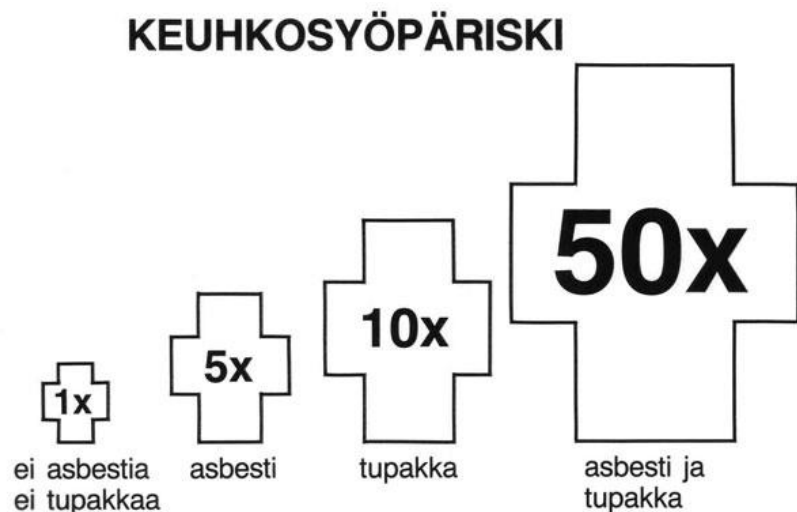 KEUHKOSYÖPÄRISKI
1x
5x
10x
50x
ei asbestia
ei tupakkaa
asbesti
tupakka
asbesti ja
tupakka